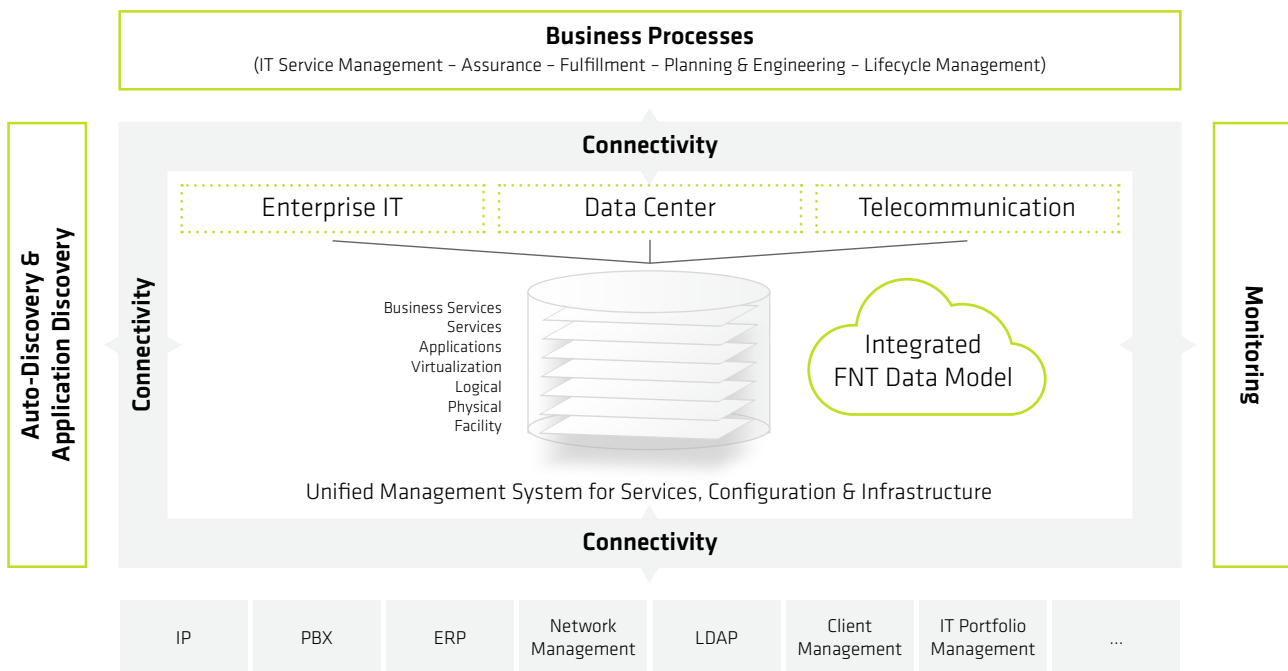 Business Processes
(IT Service Management – Assurance – Fulfillment – Planning & Engineering – Lifecycle Management)
Auto-Discovery &
Application Discovery
Connectivity
Connectivity
Enterprise IT
Data Center
Telecommunication
Business Services
Services
Applications
Virtualization
Logical
Physical
Facility
Integrated
FNT Data Model
Unified Management System for Services, Configuration & Infrastructure
Connectivity
Monitoring
IP
PBX
ERP
Network
Management
LDAP
Client
Management
IT Portfolio
Management
...